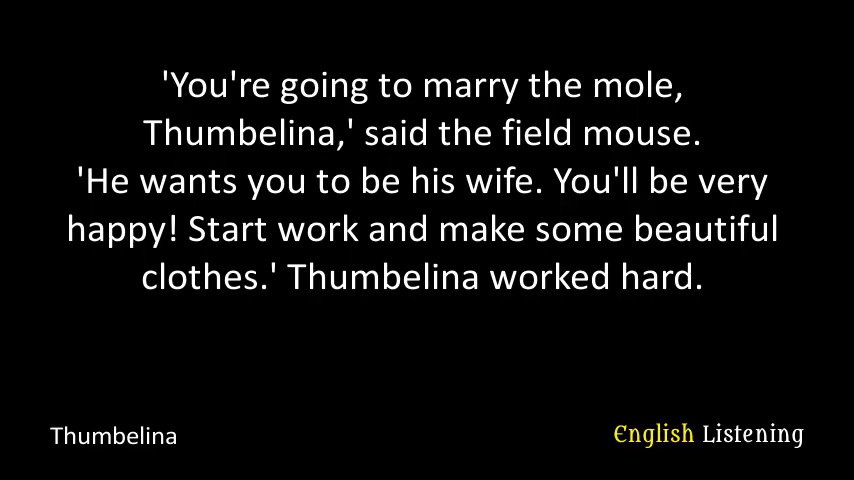 'You're going to marry the mole,
Thumbelina,' said the field mouse.
'He wants you to be his wife. You'll be very
happy! Start work and make some beautiful
clothes.' Thumbelina worked hard.
Thumbelina
English Listening